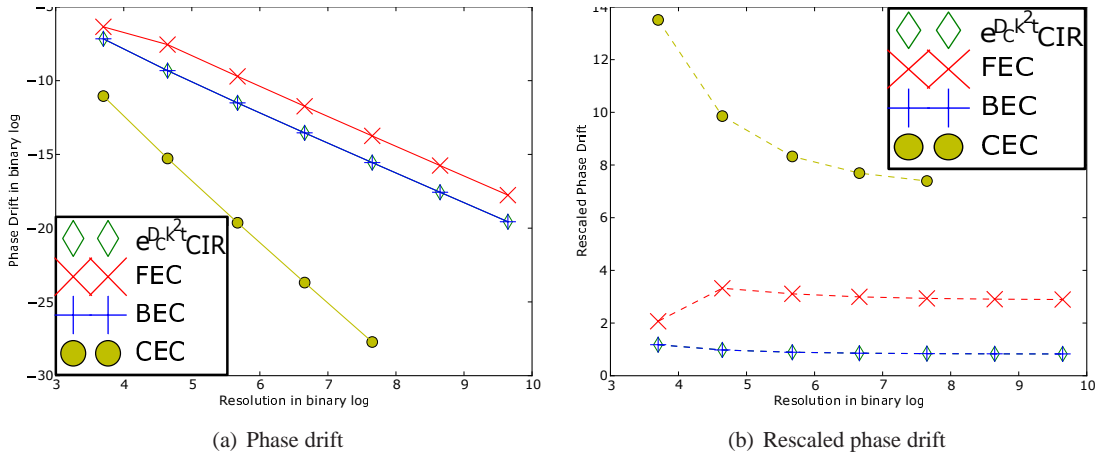 −5
−10
−15
−20
−25
−30
3 4 5 6 7 8 9 10
Phase Drift in binary log
Resolution in binary log
e^{D_C k^2 t} CIR
FEC
BEC
CEC
(a) Phase drift
14
12
10
8
6
4
2
0
3 4 5 6 7 8 9 10
Rescaled Phase Drift
Resolution in binary log
e^{D_C k^2 t} CIR
FEC
BEC
CEC
(b) Rescaled phase drift